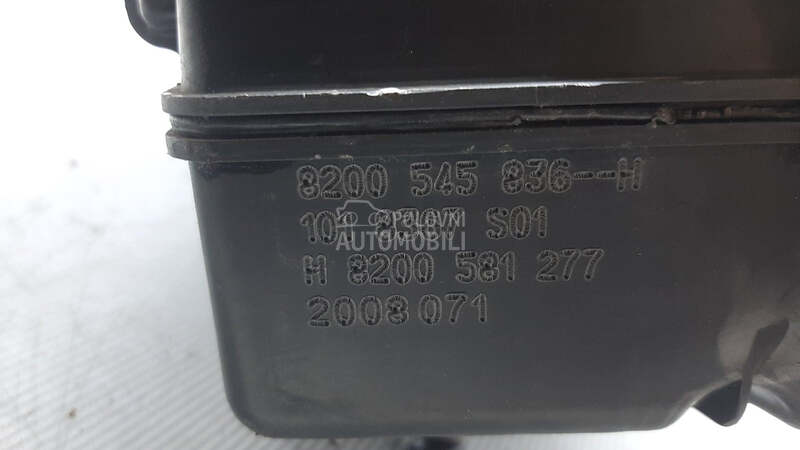 8200 545 836--H
S01
POLOVNI
AUTOMOBILI
H 8200 581 277
2008 071